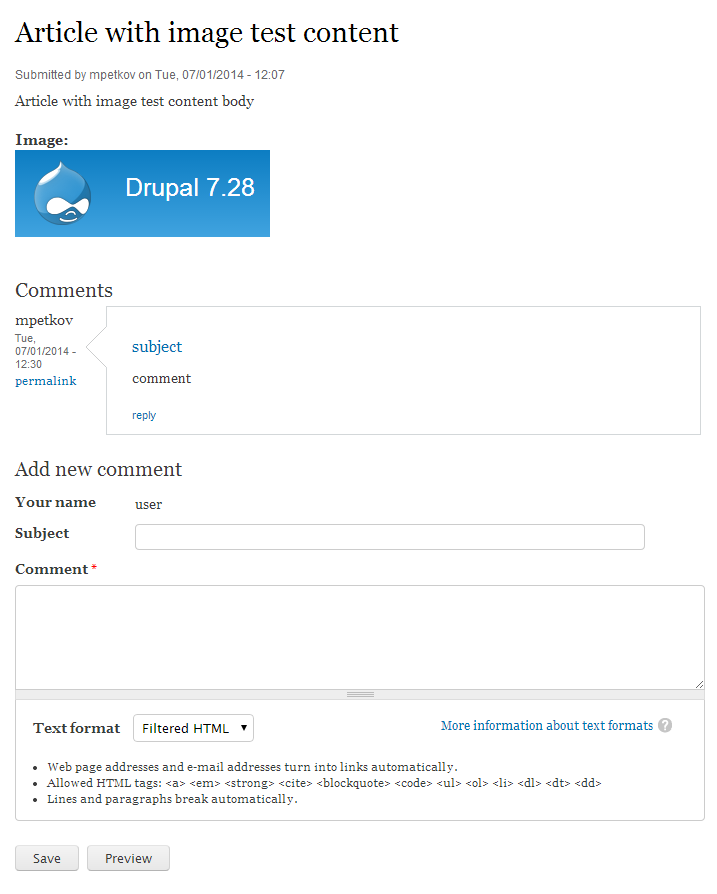 Article with image test content
Submitted by mpetkov on Tue, 07/01/2014 - 12:07
Article with image test content body
Image:
Drupal 7.28
Comments
mpetkov
Tue,
07/01/2014 -
12:30
permalink
subject
comment
reply
Add new comment
Your name user
Subject
Comment *
Text format Filtered HTML More information about text formats ?
• Web page addresses and e-mail addresses turn into links automatically.
• Allowed HTML tags: <a> <em> <strong> <cite> <blockquote> <code> <ul> <ol> <li> <dl> <dt> <dd>
• Lines and paragraphs break automatically.
Save Preview